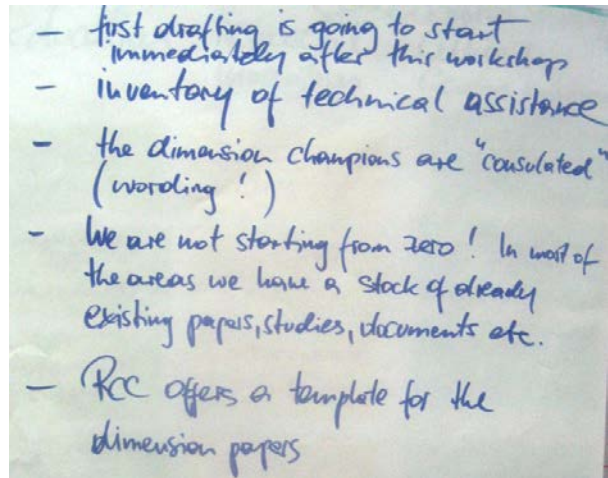 – first drafting is going to start
immediately after this workshop
– inventory of technical assistance
– the dimension champions are "consulated"
(wording!)
– We are not starting from zero! In most of
the areas we have a stock of already
existing papers, studies, documents etc.
– RCC offers a template for the
dimension papers